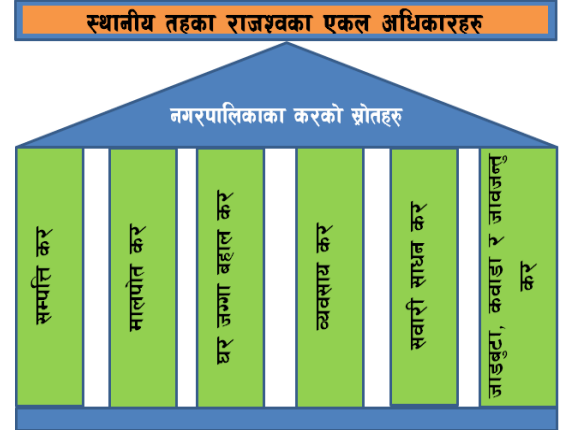 स्थानीय तहका राजश्वका एकल अधिकारहरु
नगरपालिकाका करको स्रोतहरु
सम्पत्ति कर
मालपोत कर
घर जग्गा बहाल कर
व्यवसाय कर
सवारी साधन कर
जाडबुटा, कवाडा र जावजन्तु
कर